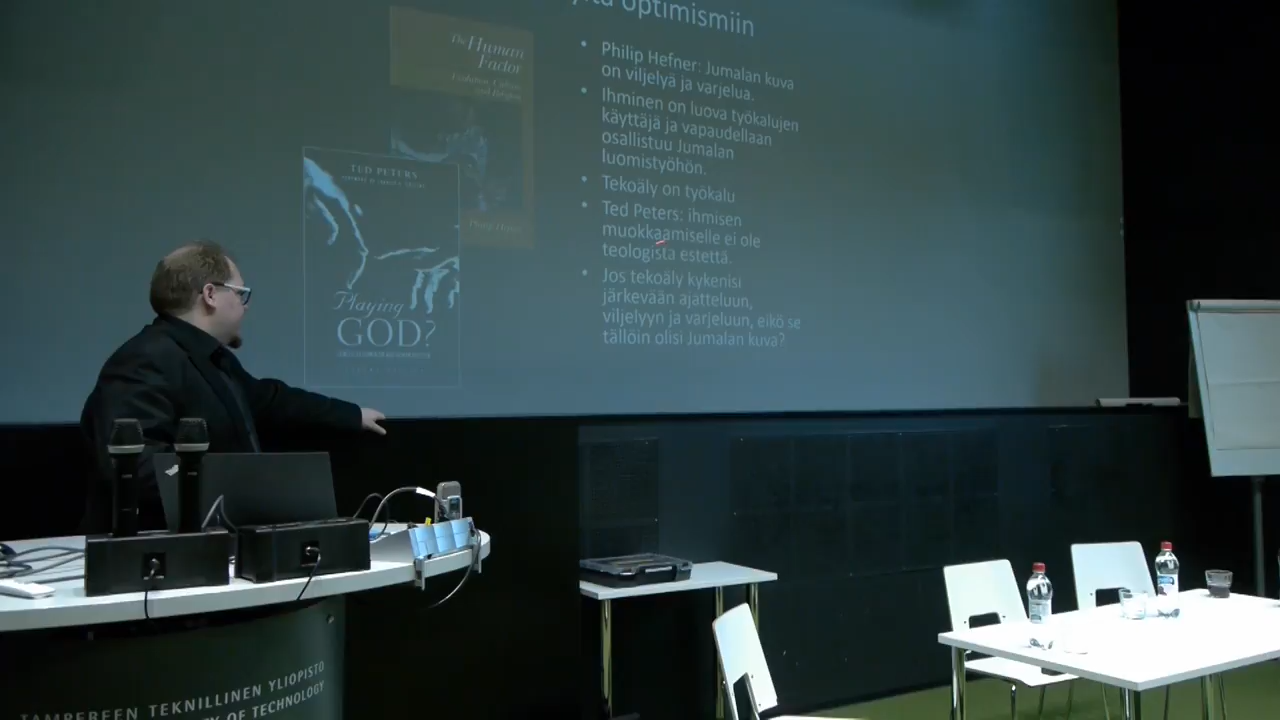 optimismiin
The Human
Factor
Philip Hefner: Jumalan kuva
on viljelyä ja varjelua.
Ihminen on luova työkalujen
käyttäjä ja vapaudellaan
osallistuu Jumalan
luomistyöhön.
Tekoäly on työkalu
Ted Peters: ihmisen
muokkaamiselle ei ole
teologista estettä.
Jos tekoäly kykenisi
järkevään ajatteluun,
viljelyyn ja varjeluun, eikö se
tällöin olisi Jumalan kuva?
TED PETERS
Playing
GOD?
TAMPEREEN TEKNILLINEN YLIOPISTO
OF TECHNOLOGY